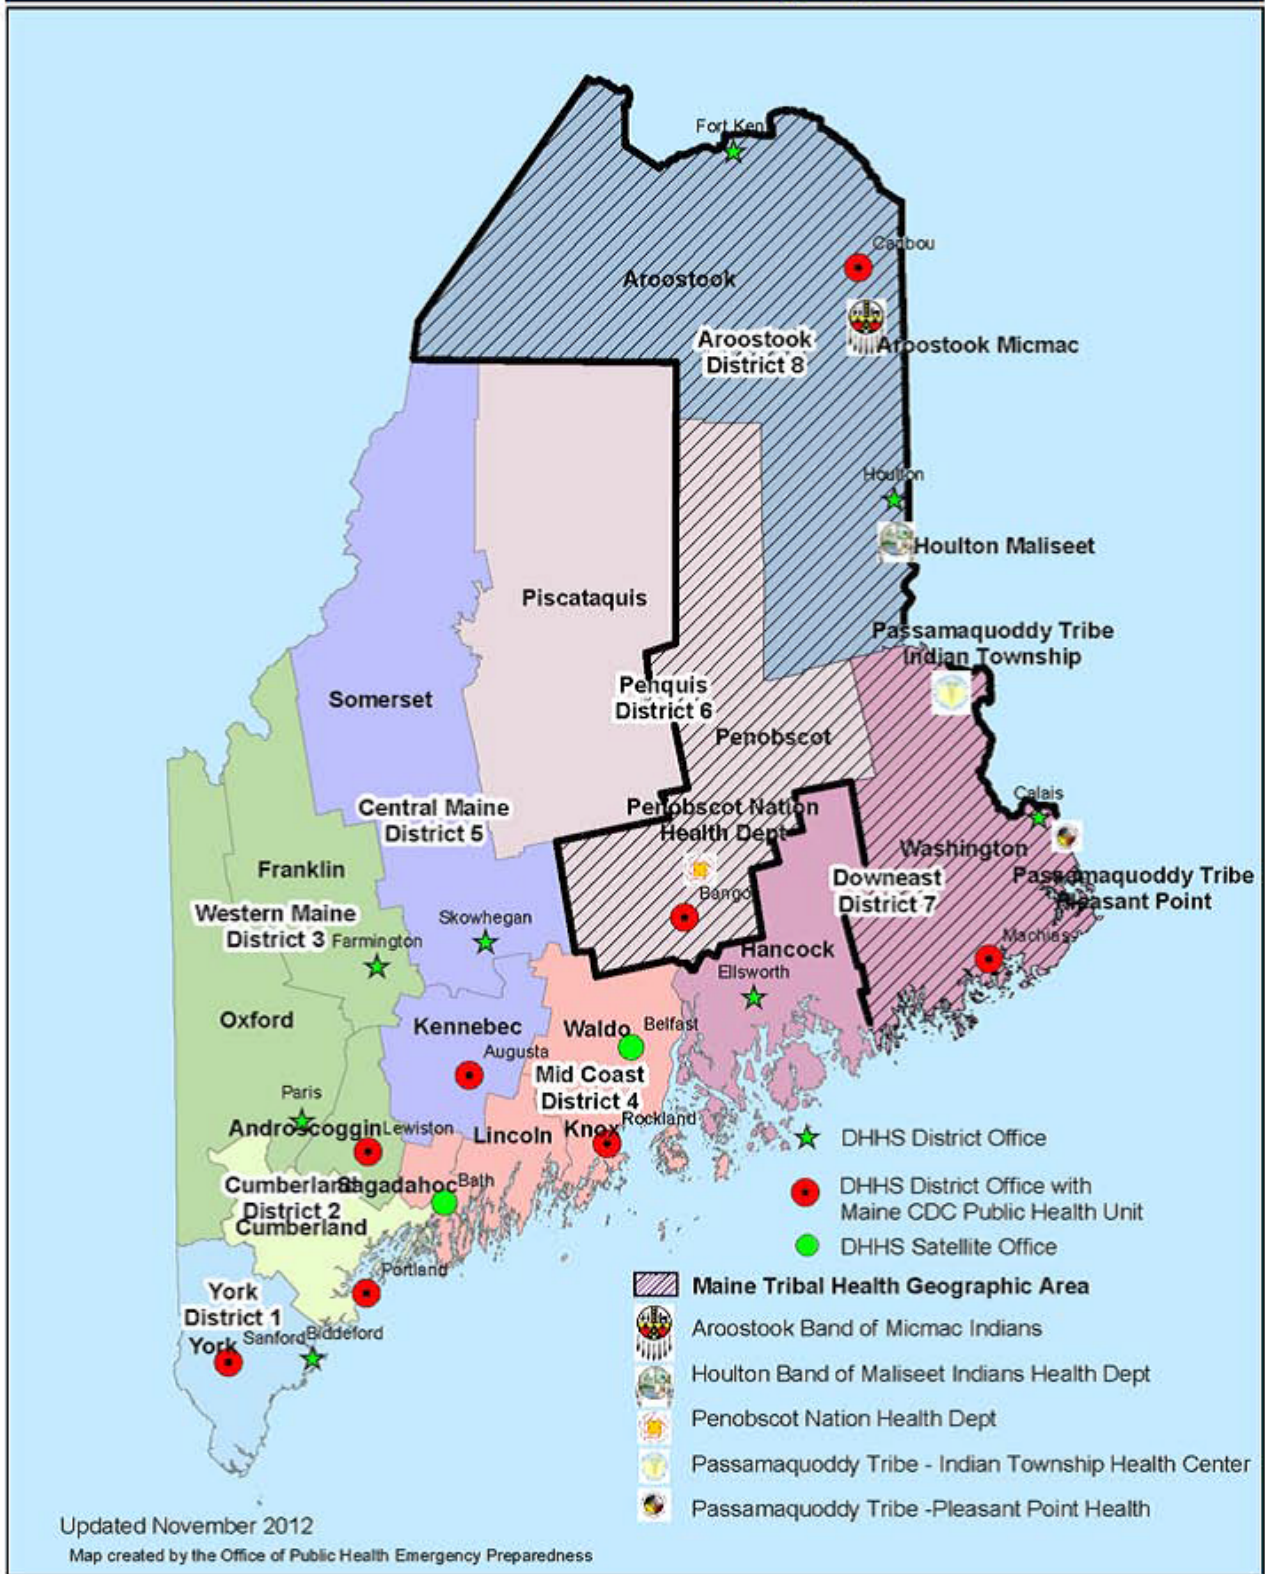 Fort Kent
Caribou
Aroostook
Aroostook
District 8
Aroostook Micmac
Houlton
Houlton Maliseet
Piscataquis
Passamaquoddy Tribe
Indian Township
Penquis
District 6
Somerset
Penobscot
Calais
Central Maine
District 5
Penobscot Nation
Health Dept
Washington
Franklin
Downeast
District 7
Passamaquoddy Tribe
Pleasant Point
Bangor
Western Maine
District 3
Farmington
Skowhegan
Machias
Hancock
Ellsworth
Oxford
Kennebec
Waldo
Belfast
Augusta
Mid Coast
District 4
Paris
Androscoggin
Lewiston
Lincoln
Knox
Rockland
Cumberland
District 2
Sagadahoc
Bath
Cumberland
Portland
York
District 1
York
Sanford
Biddeford
DHHS District Office
DHHS District Office with
Maine CDC Public Health Unit
DHHS Satellite Office
Maine Tribal Health Geographic Area
Aroostook Band of Micmac Indians
Houlton Band of Maliseet Indians Health Dept
Penobscot Nation Health Dept
Passamaquoddy Tribe - Indian Township Health Center
Passamaquoddy Tribe -Pleasant Point Health
Updated November 2012
Map created by the Office of Public Health Emergency Preparedness